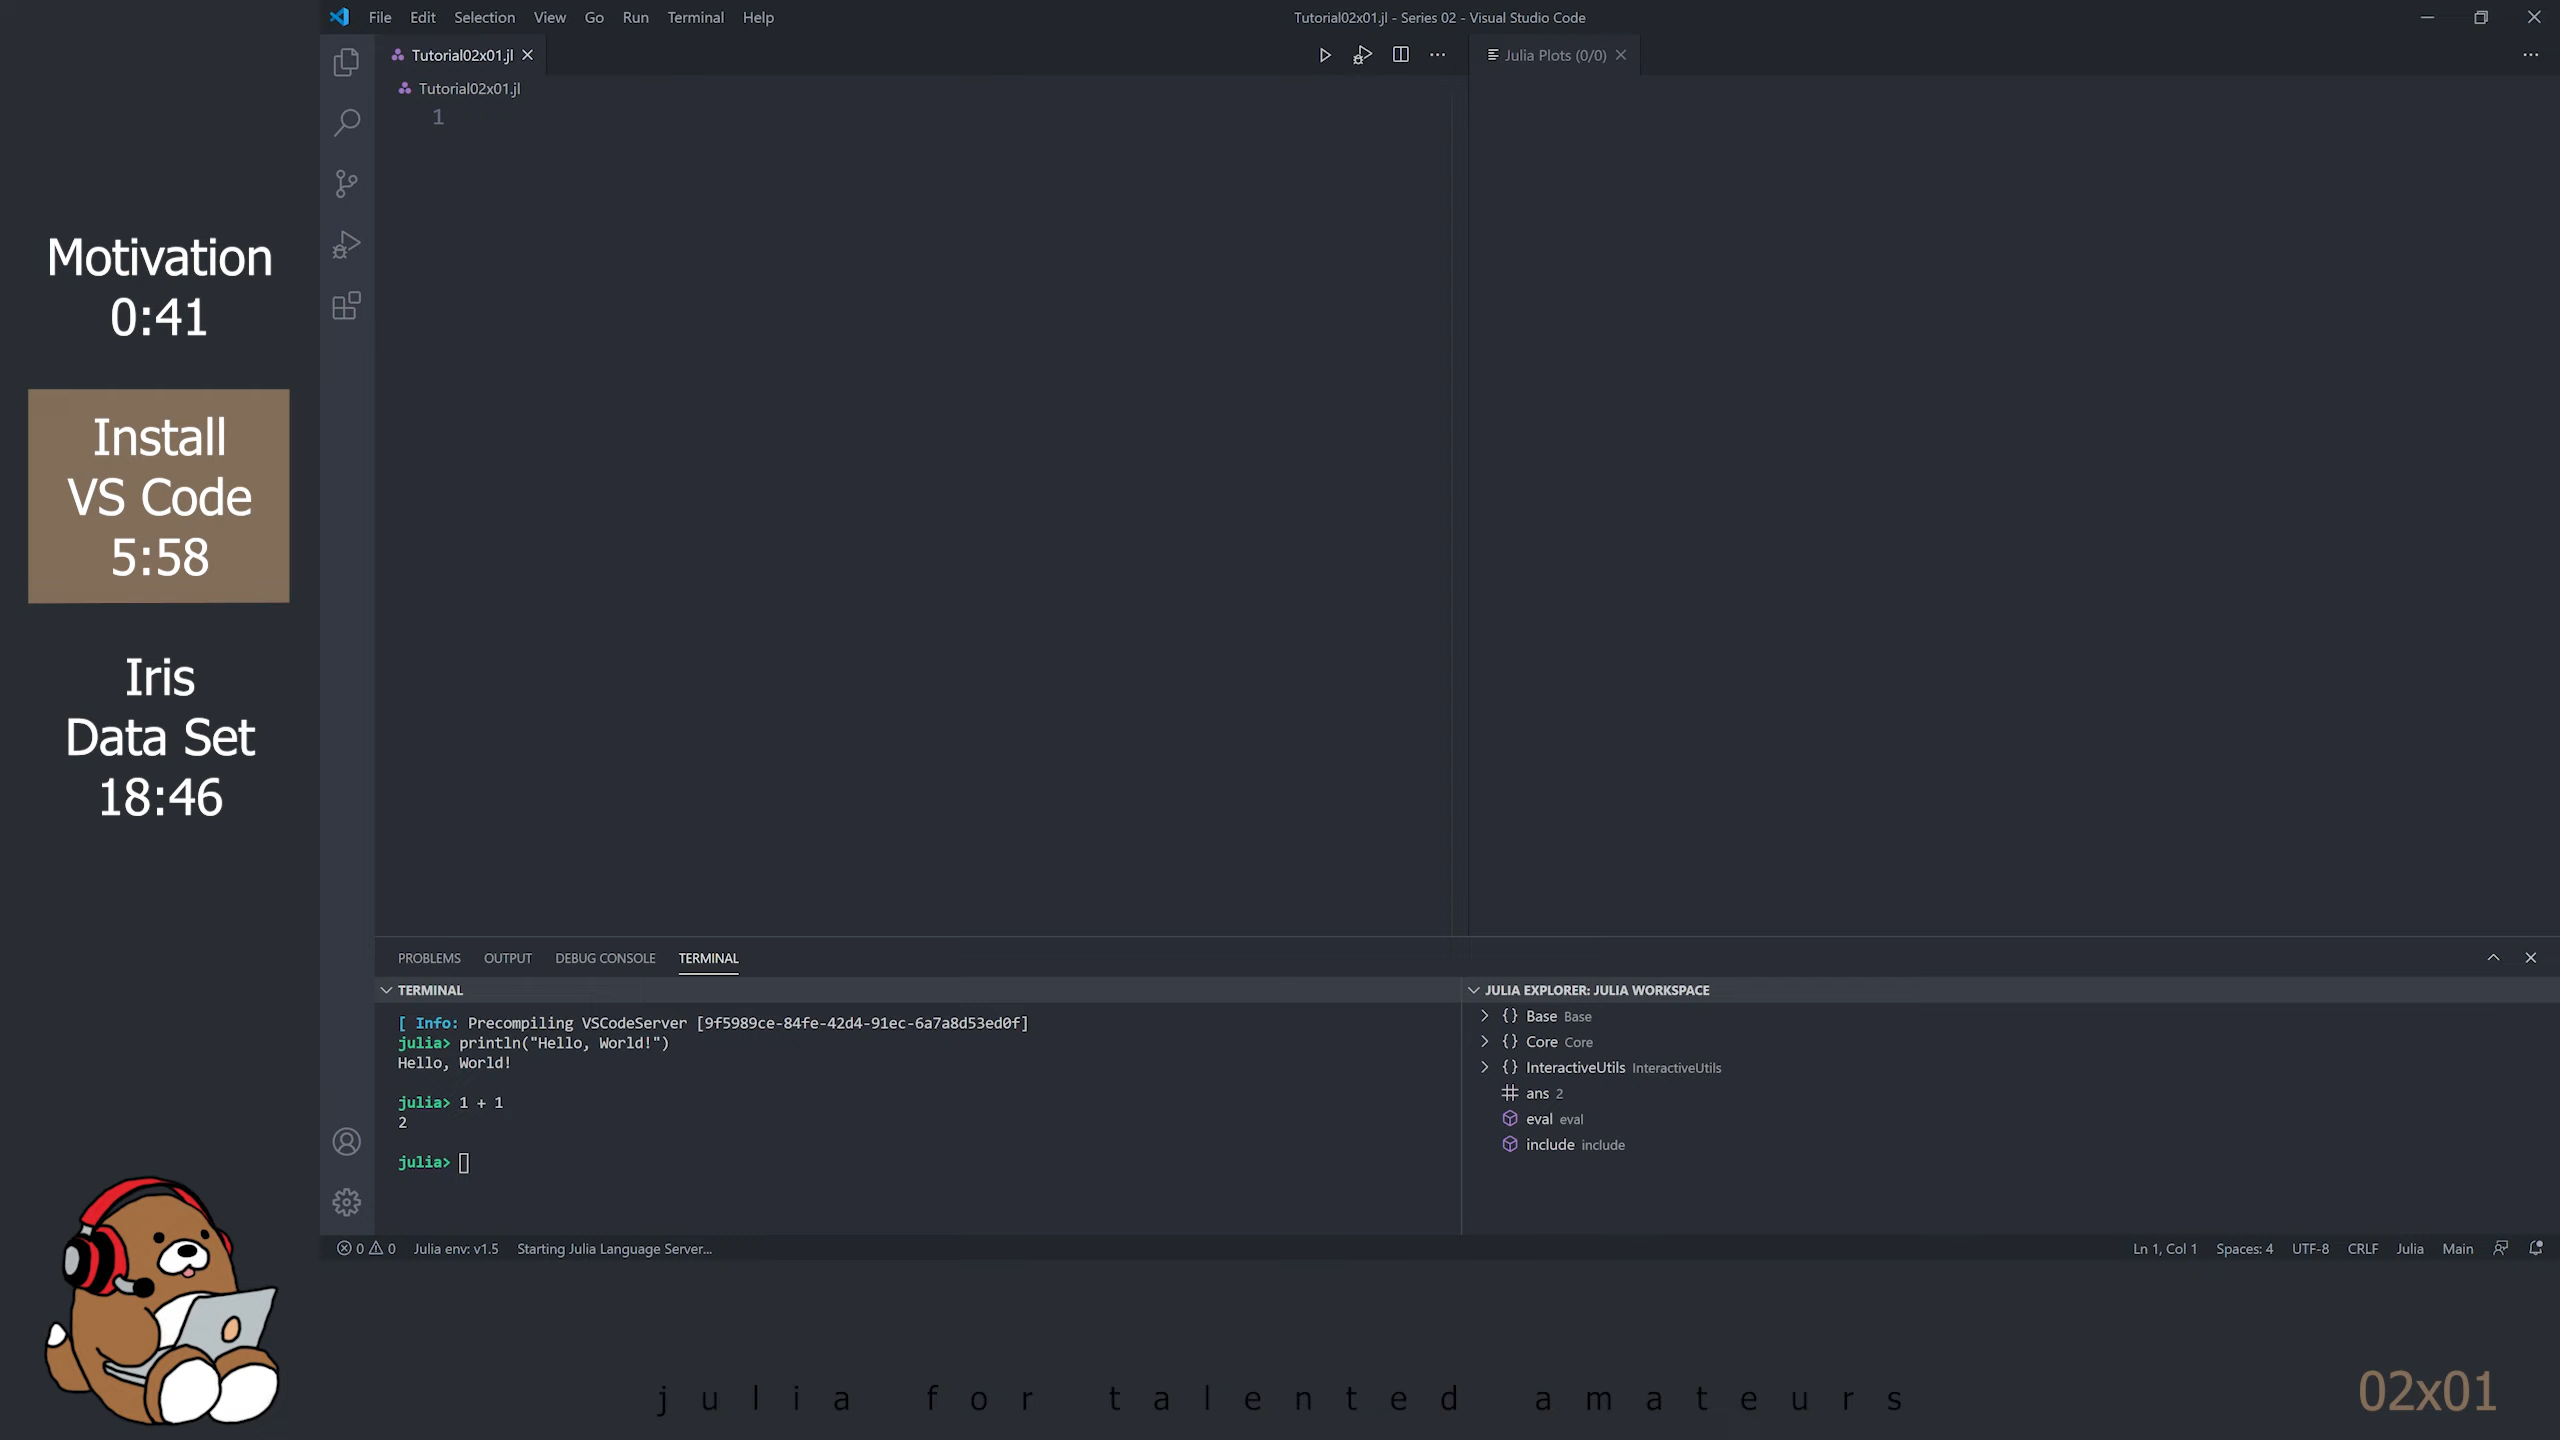 File Edit Selection View Go Run Terminal Help
Tutorial02x01.jl - Series 02 - Visual Studio Code
Tutorial02x01.jl
Julia Plots (0/0)
Tutorial02x01.jl
1
Motivation
0:41
Install
VS Code
5:58
Iris
Data Set
18:46
PROBLEMS OUTPUT DEBUG CONSOLE TERMINAL
TERMINAL
[ Info: Precompiling VSCodeServer [9f5989ce-84fe-42d4-91ec-6a7a8d53ed0f]
julia> println("Hello, World!")
Hello, World!
julia> 1 + 1
2
julia>
JULIA EXPLORER: JULIA WORKSPACE
{} Base Base
{} Core Core
{} InteractiveUtils InteractiveUtils
ans 2
eval eval
include include
0 0 Julia env: v1.5 Starting Julia Language Server...
Ln 1, Col 1 Spaces: 4 UTF-8 CRLF Julia Main
julia for talented amateurs
02x01